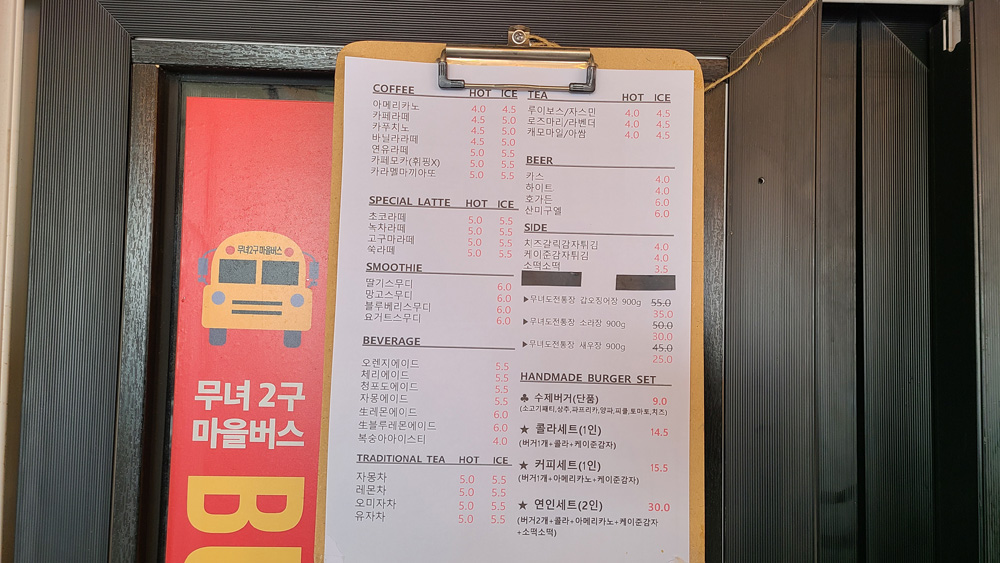 COFFEE HOT ICE
아메리카노 4.0 4.5
카페라떼 4.5 5.0
카푸치노 4.5 5.0
바닐라라떼 4.5 5.0
연유라떼 5.0 5.5
카페모카(휘핑X) 5.0 5.5
카라멜마끼아또 5.0 5.5
SPECIAL LATTE HOT ICE
초코라떼 5.0 5.5
녹차라떼 5.0 5.5
고구마라떼 5.0 5.5
쑥라떼 5.0 5.5
SMOOTHIE
딸기스무디 6.0
망고스무디 6.0
블루베리스무디 6.0
요거트스무디 6.0
BEVERAGE
오렌지에이드 5.5
체리에이드 5.5
청포도에이드 5.5
자몽에이드 5.5
生레몬에이드 6.0
生블루레몬에이드 6.0
복숭아아이스티 4.0
TRADITIONAL TEA HOT ICE
자몽차 5.0 5.5
레몬차 5.0 5.5
오미자차 5.0 5.5
유자차 5.0 5.5
TEA HOT ICE
루이보스/자스민 4.0 4.5
로즈마리/라벤더 4.0 4.5
캐모마일/아쌈 4.0 4.5
BEER
카스 4.0
하이트 4.0
호가든 6.0
산미구엘 6.0
SIDE
치즈갈릭감자튀김 4.0
케이준감자튀김 4.0
소떡소떡 3.5
▶무녀도전통장 갑오징어장 900g 55.0
35.0
▶무녀도전통장 소라장 900g 50.0
30.0
▶무녀도전통장 새우장 900g 45.0
25.0
HANDMADE BURGER SET
♣ 수제버거(단품) 9.0
(소고기패티,상추,파프리카,양파,피클,토마토,치즈)
★ 콜라세트(1인) 14.5
(버거1개+콜라+케이준감자)
★ 커피세트(1인) 15.5
(버거1개+아메리카노+케이준감자)
★ 연인세트(2인) 30.0
(버거2개+콜라+아메리카노+케이준감자
+소떡소떡)
무녀2구마을버스
무녀 2구
마을버스
BU